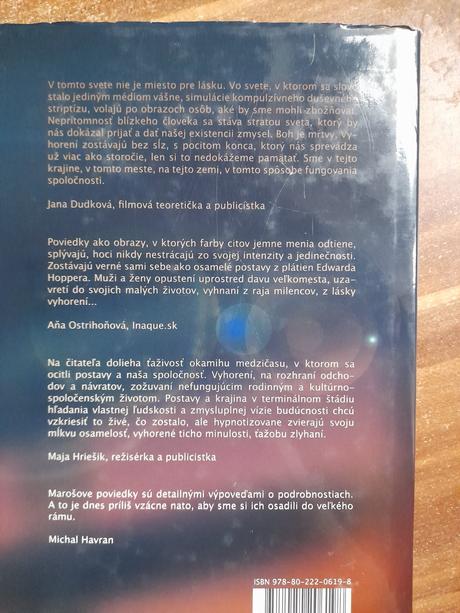 V tomto svete nie je miesto pre lásku. Vo svete, v ktorom sa slovo
stalo jediným médiom vášne, simulácie kompulzívneho duševného
striptízu, volajú po obrazoch osôb, aké by sme mohli zbožňovať.
Neprítomnosť blízkeho človeka sa stáva stratou sveta, ktorý by
nás dokázal prijať a dať našej existencii zmysel. Boh je mŕtvy. Vy-
horení zostávajú bez síl, s pocitom konca, ktorý nás sprevádza
už viac ako storočie, len si to nedokážeme pamätať. Sme v tejto
krajine, v tomto meste, na tejto zemi, v tomto spôsobe fungovania
spoločnosti.
Jana Dudková, filmová teoretička a publicistka
Poviedky ako obrazy, v ktorých farby citov jemne menia odtiene,
splývajú, hoci nikdy nestrácajú zo svojej intenzity a jedinečnosti.
Zostávajú verné sami sebe ako osamelé postavy z plátien Edwarda
Hoppera. Muži a ženy opustení uprostred davu veľkomesta, uza-
vretí do svojich malých životov, vyhnaní z raja milencov, z lásky
vyhorení...
Aňa Ostrihoňová, Inaque.sk
Na čitateľa dolieha ťaživosť okamihu medzičasu, v ktorom sa
ocitli postavy a naša spoločnosť. Vyhorení, na rozhraní odcho-
dov a návratov, zožuvaní nefungujúcim rodinným a kultúrno-
spoločenským životom. Postavy a krajina v terminálnom štádiu
hľadania vlastnej ľudskosti a zmysluplnej vízie budúcnosti chcú
vzkriesiť to živé, čo zostalo, ale hypnotizovane zvierajú svoju
mĺkvu osamelosť, vyhorené ticho minulosti, ťažobu zlyhaní.
Maja Hriešik, režisérka a publicistka
Marošove poviedky sú detailnými výpoveďami o podrobnostiach.
A to je dnes príliš vzácne nato, aby sme si ich osadili do veľkého
rámu.
Michal Havran
ISBN 978-80-222-0619-8